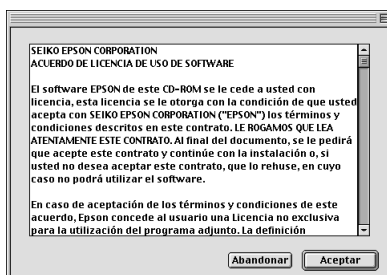 SEIKO EPSON CORPORATION
ACUERDO DE LICENCIA DE USO DE SOFTWARE
El software EPSON de este CD-ROM se le cede a usted con
licencia, esta licencia se le otorga con la condición de que usted
acepta con SEIKO EPSON CORPORATION ("EPSON") los términos y
condiciones descritos en este contrato. LE ROGAMOS QUE LEA
ATENTAMENTE ESTE CONTRATO. Al final del documento, se le pedirá
que acepte este contrato y continúe con la instalación o, si
usted no desea aceptar este contrato, que lo rehuse, en cuyo
caso no podrá utilizar el software.
En caso de aceptación de los términos y condiciones de este
acuerdo, Epson concede al usuario una Licencia no exclusiva
para la utilización del programa adjunto. La definición
Abandonar Aceptar